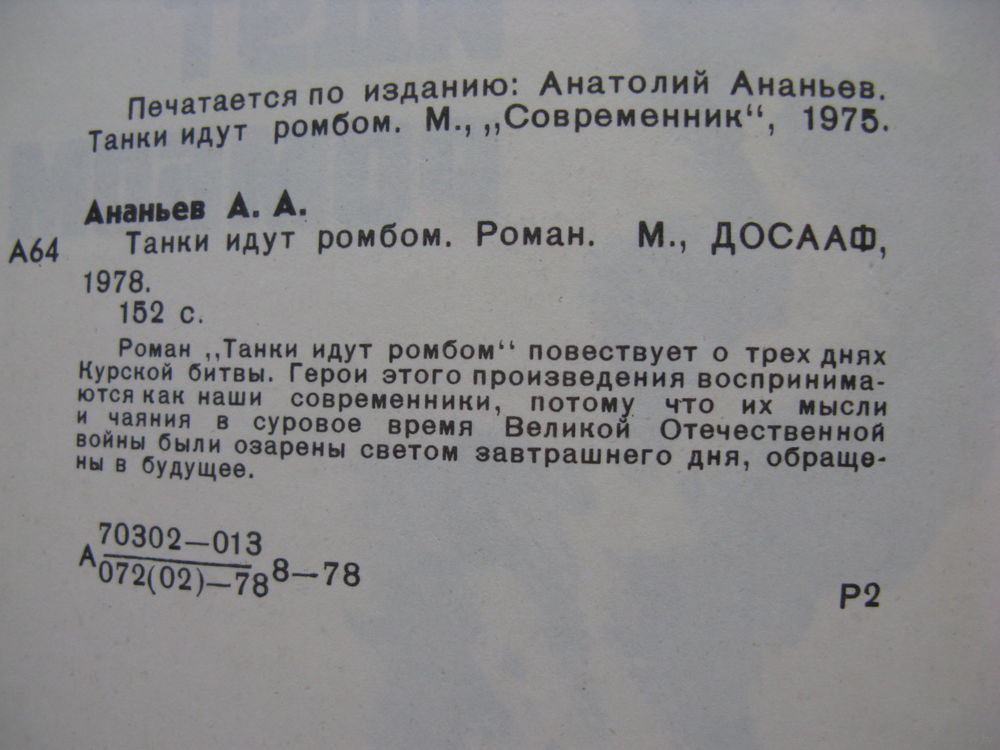 Печатается по изданию: Анатолий Ананьев.
Танки идут ромбом. М., „Современник“, 1975.
Ананьев А. А.
А64
Танки идут ромбом. Роман. М., ДОСААФ,
1978.
152 с.
Роман „Танки идут ромбом“ повествует о трех днях
Курской битвы. Герои этого произведения воспринима-
ются как наши современники, потому что их мысли
и чаяния в суровое время Великой Отечественной
войны были озарены светом завтрашнего дня, обраще-
ны в будущее.
70302—013
А 8—78
072(02)—78
Р2